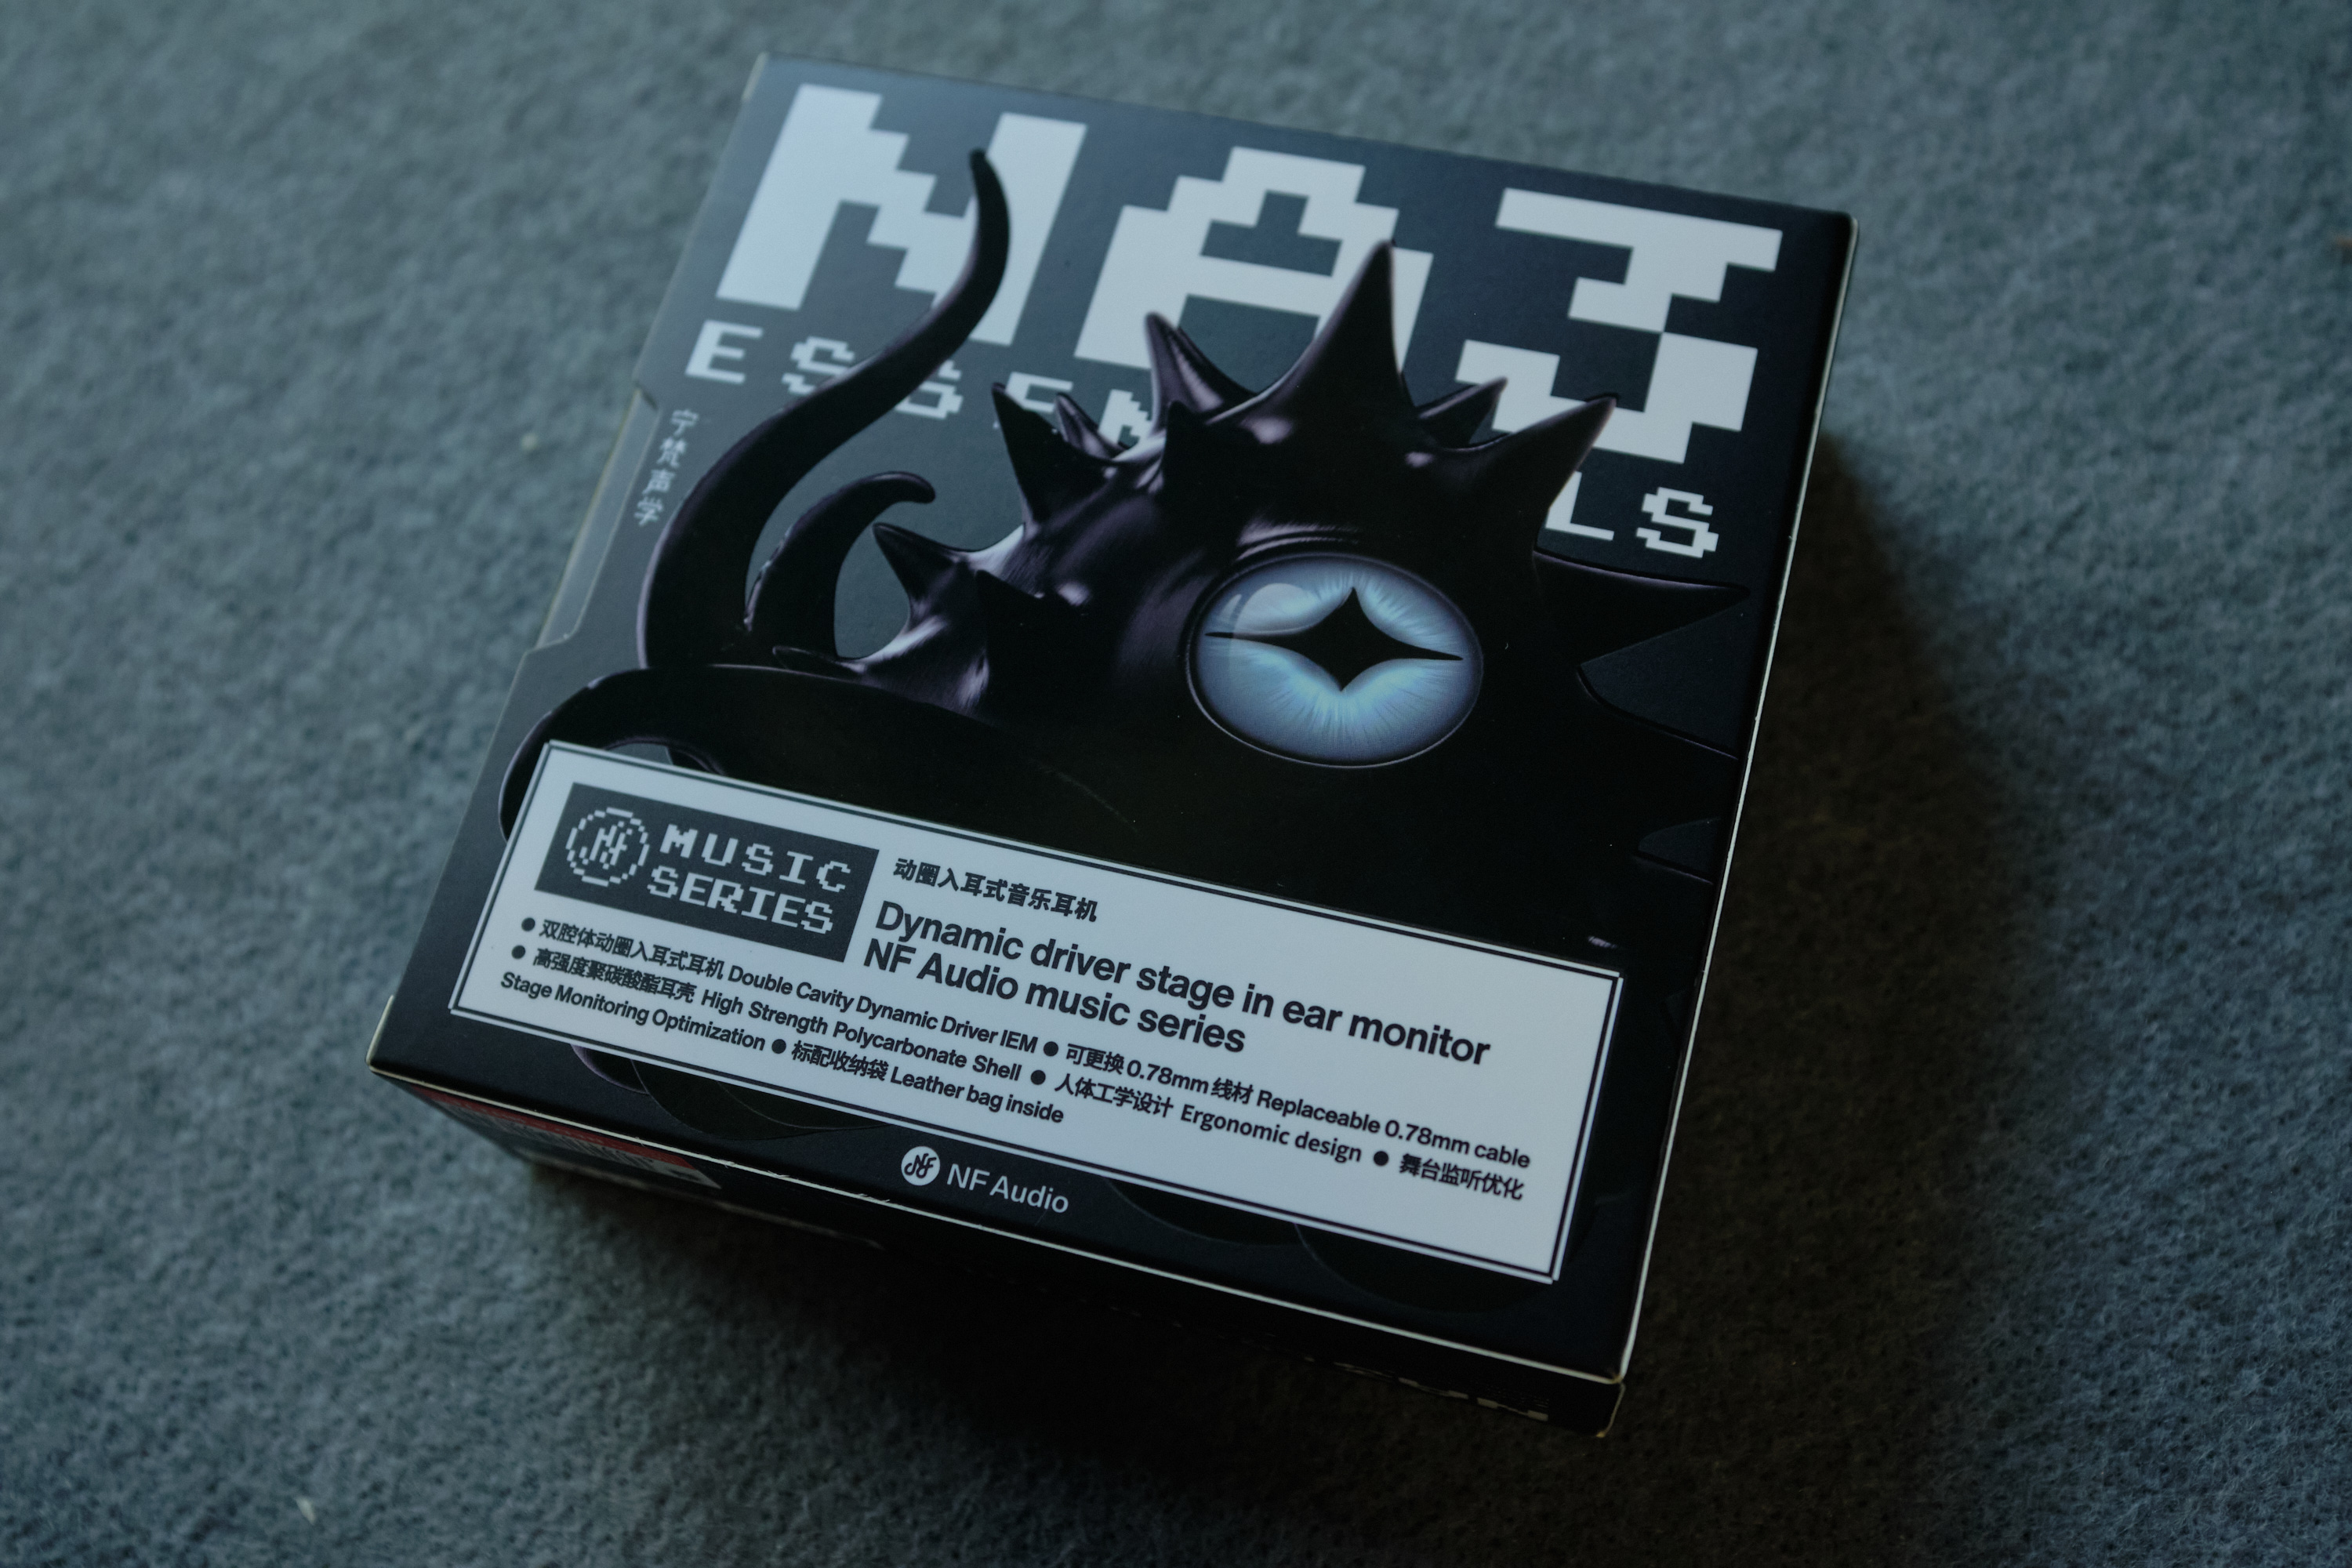 NA3
宁梵声学
MUSIC
SERIES
动圈入耳式音乐耳机
Dynamic driver stage in ear monitor
NF Audio music series
● 双腔体动圈入耳式耳机 Double Cavity Dynamic Driver IEM ● 可更换 0.78mm 线材 Replaceable 0.78mm cable
● 高强度聚碳酸酯耳壳 High Strength Polycarbonate Shell ● 人体工学设计 Ergonomic design ● 舞台监听优化
Stage Monitoring Optimization ● 标配收纳袋 Leather bag inside
NF Audio